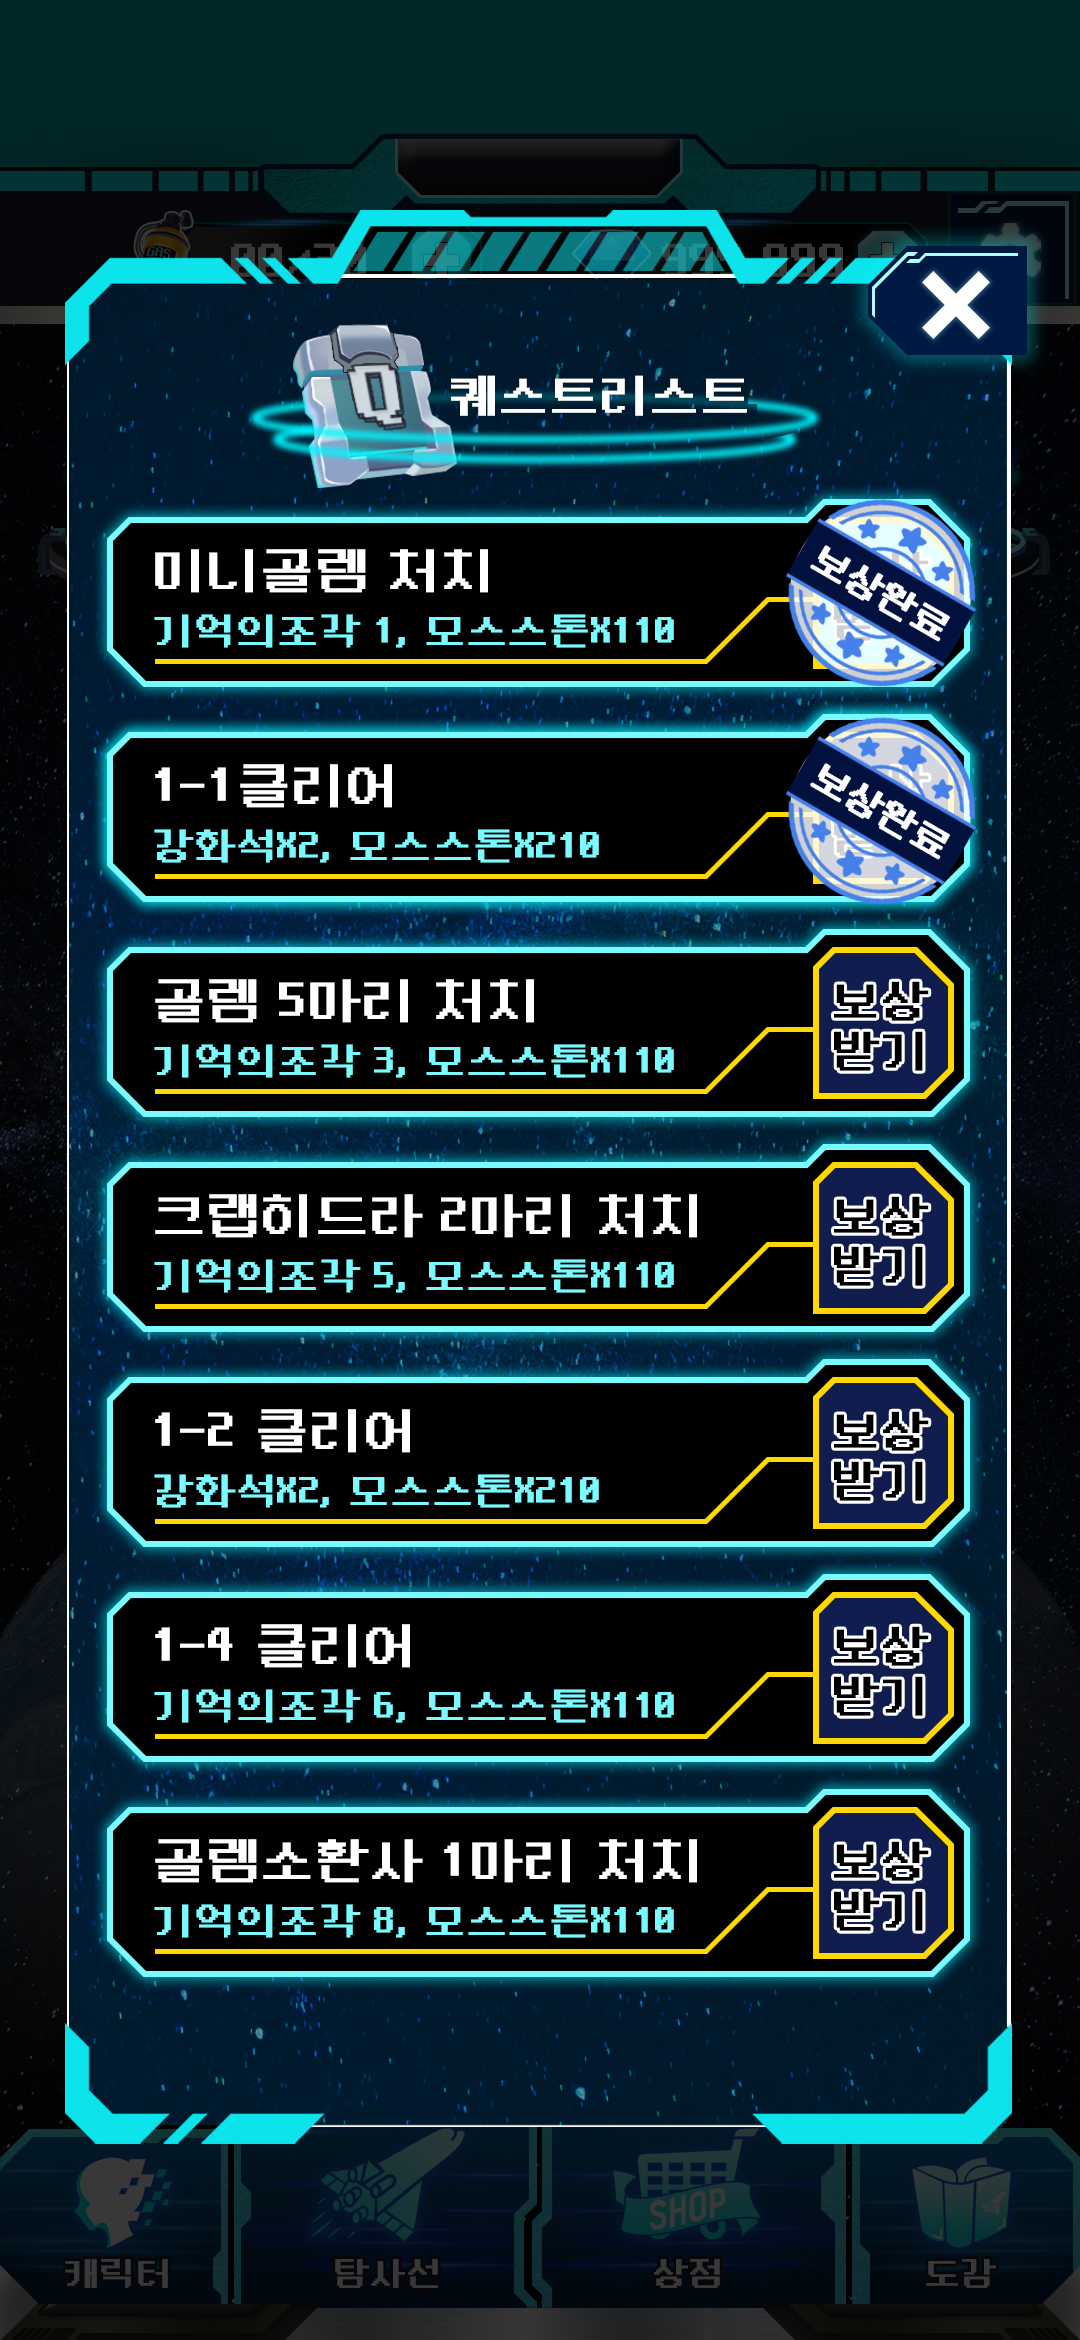 GAS
Q
퀘스트리스트
미니골렘 처치
기억의조각 1, 모스스톤X110
보상완료
1-1클리어
강화석X2, 모스스톤X210
보상완료
골렘 5마리 처치
기억의조각 3, 모스스톤X110
보상
받기
크랩히드라 2마리 처치
기억의조각 5, 모스스톤X110
보상
받기
1-2 클리어
강화석X2, 모스스톤X210
보상
받기
1-4 클리어
기억의조각 6, 모스스톤X110
보상
받기
골렘소환사 1마리 처치
기억의조각 8, 모스스톤X110
보상
받기
SHOP
캐릭터
탐사선
상점
도감